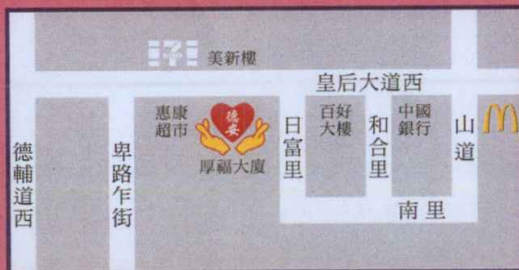 美新樓
皇后大道西
惠康
超市
德安
厚福大廈
日富里
百好
大樓
和合里
中國
銀行
山道
德輔道西
卑路乍街
南里